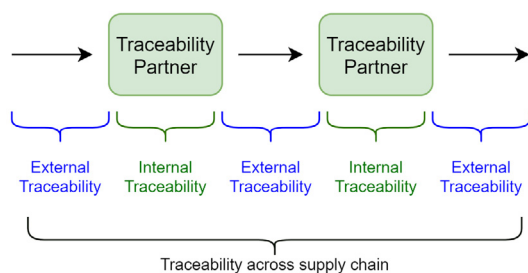 Traceability
Partner
Traceability
Partner
External
Traceability
Internal
Traceability
External
Traceability
Internal
Traceability
External
Traceability
Traceability across supply chain